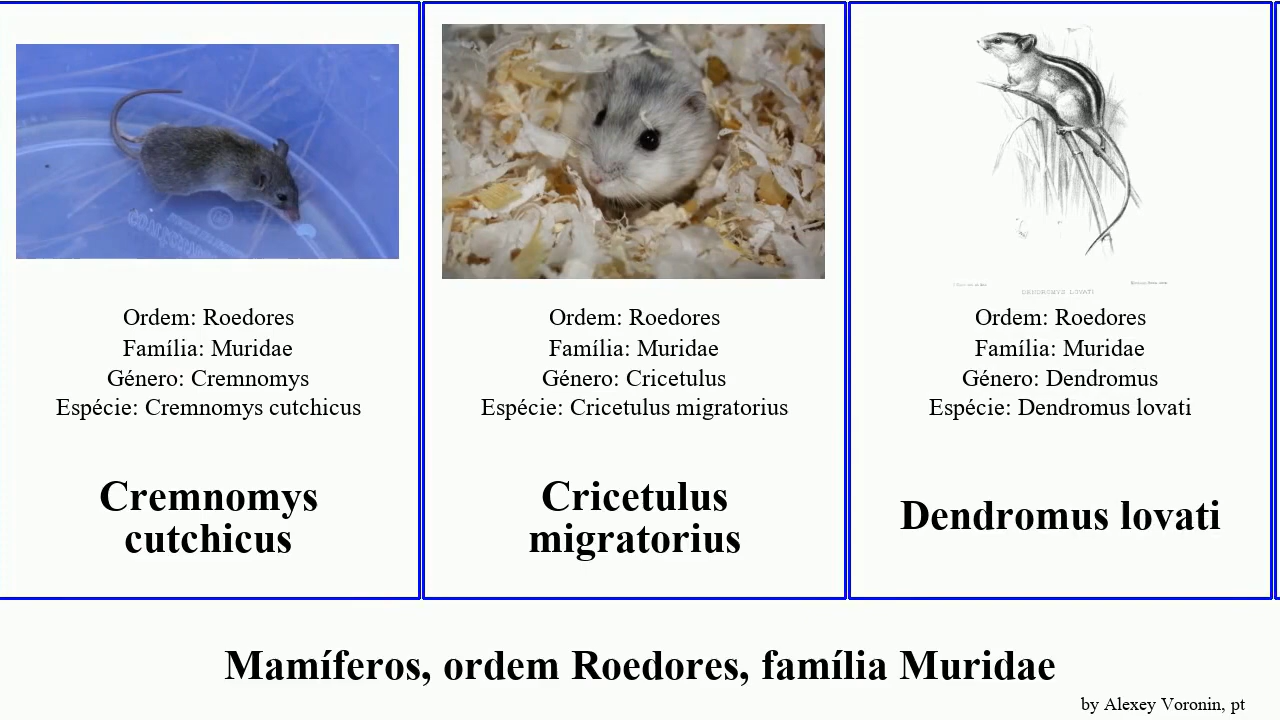 Ordem: Roedores
Família: Muridae
Género: Cremnomys
Espécie: Cremnomys cutchicus
Cremnomys
cutchicus
Ordem: Roedores
Família: Muridae
Género: Cricetulus
Espécie: Cricetulus migratorius
Cricetulus
migratorius
DENDROMYS LOVATI
Ordem: Roedores
Família: Muridae
Género: Dendromus
Espécie: Dendromus lovati
Dendromus lovati
Mamíferos, ordem Roedores, família Muridae
by Alexey Voronin, pt